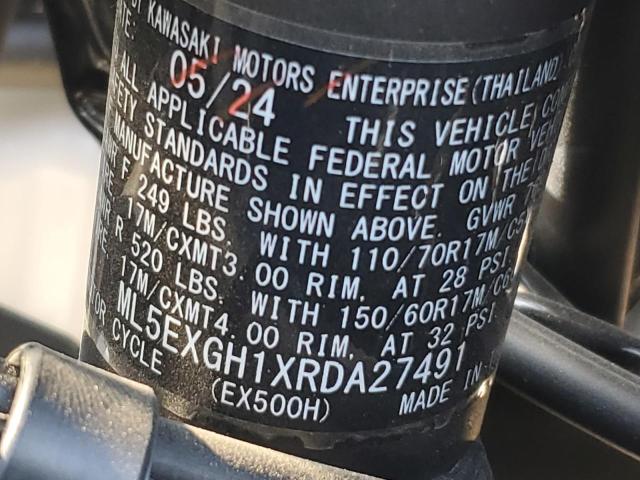 BY KAWASAKI MOTORS ENTERPRISE (THAILAND)
05/24
THIS VEHICLE
ALL APPLICABLE FEDERAL MOTOR
STANDARDS IN EFFECT ON THE
MANUFACTURE SHOWN ABOVE. GVWR
F 249 LBS. WITH 110/70R17M/C
17M/CXMT3.00 RIM, AT 28 PSI
R 520 LBS. WITH 150/60R17M/C
17M/CXMT4.00 RIM, AT 32 PSI
ML5EXGH1XRDA27491
CYCLE (EX500H) MADE IN